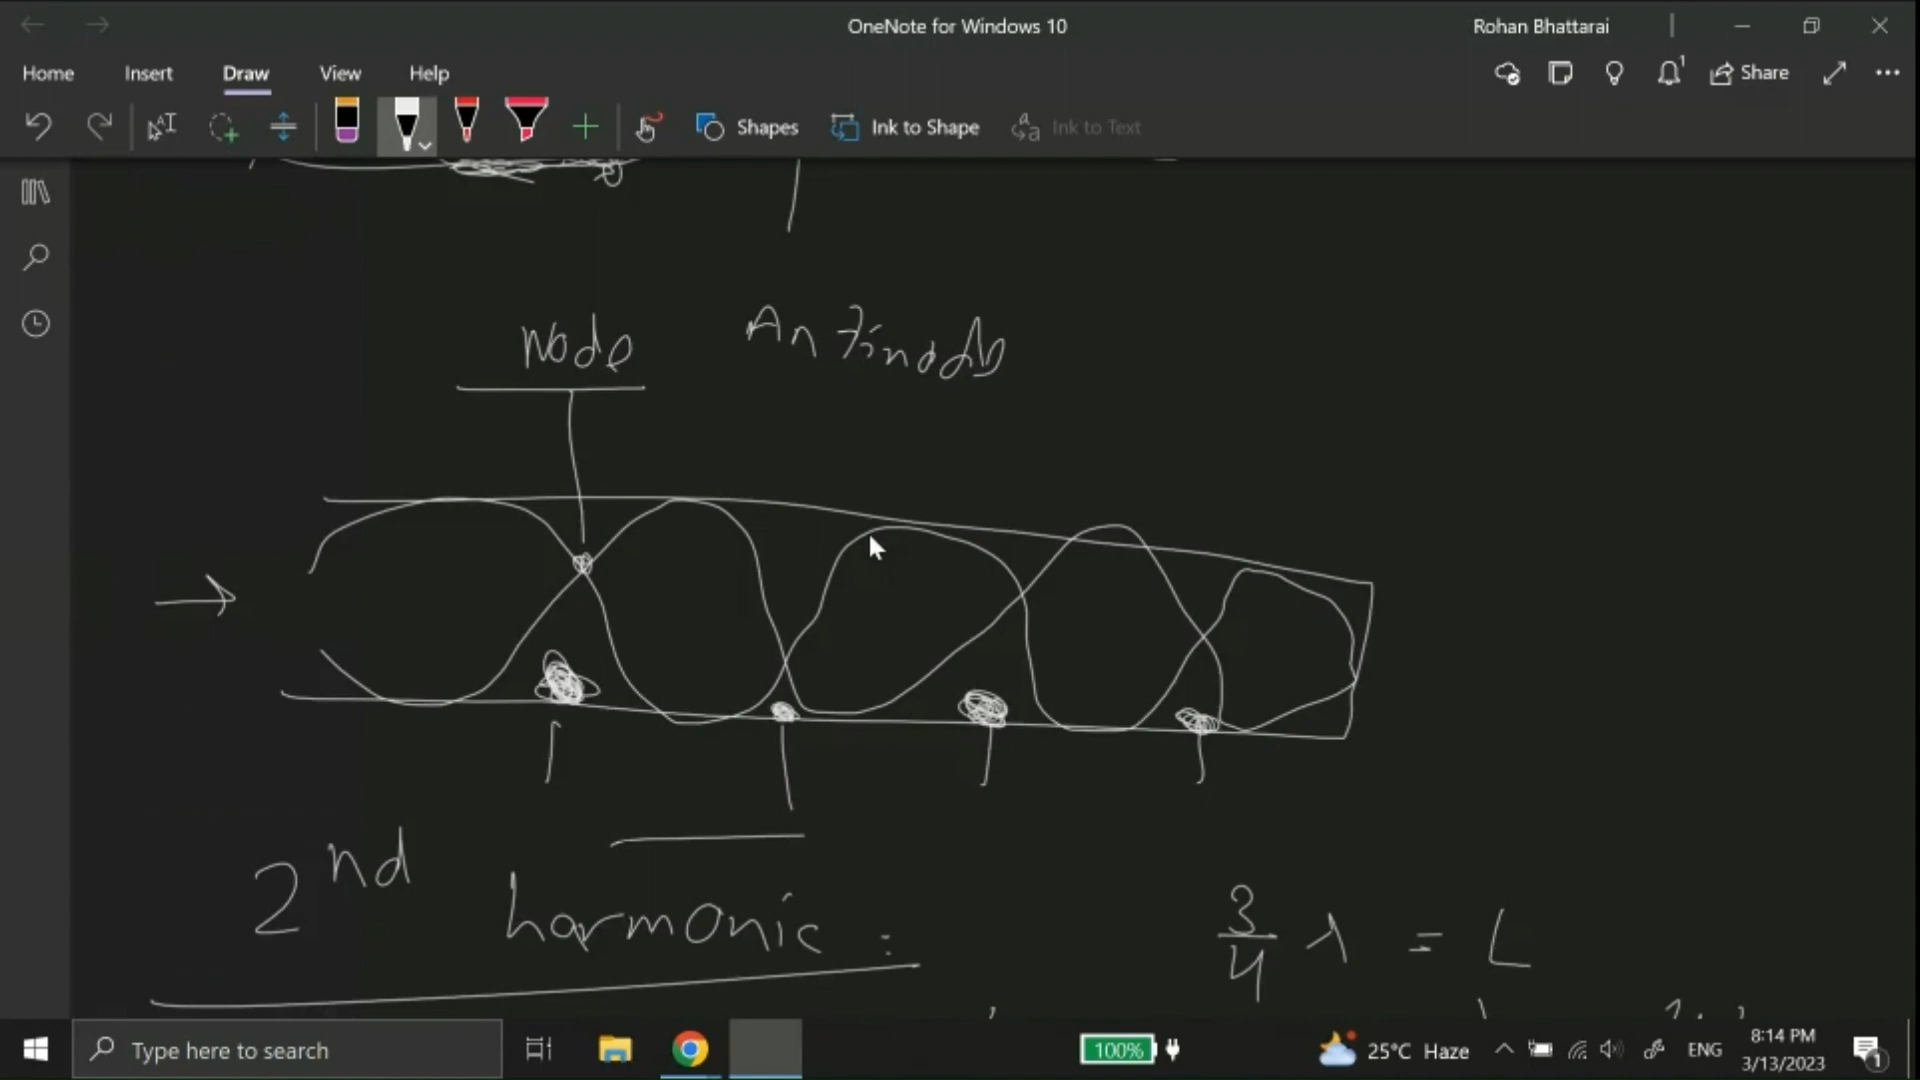 OneNote for Windows 10
Rohan Bhattarai
Home Insert Draw View Help
Share
Shapes Ink to Shape Ink to Text
Node Antinode
2nd harmonic :
3/4 λ = L
Type here to search
100%
25°C Haze
ENG
8:14 PM
3/13/2023
1